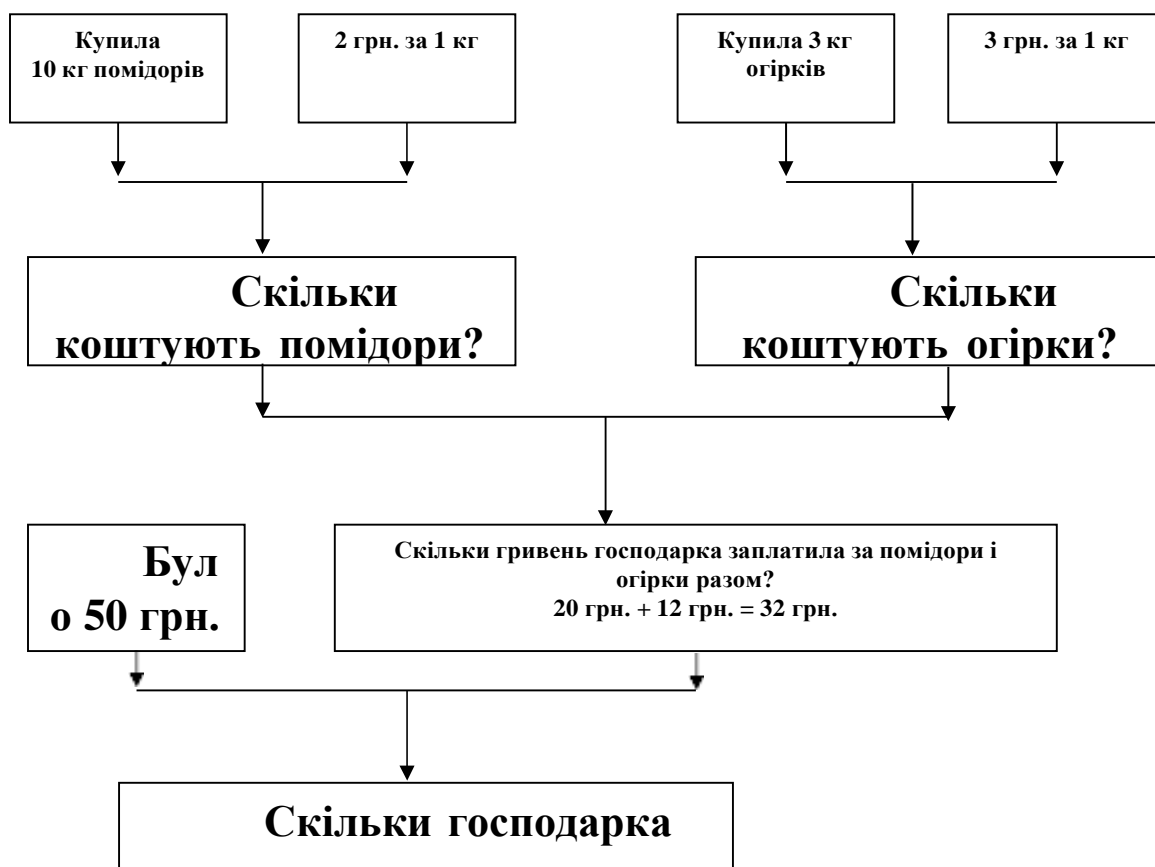 Купила
10 кг помідорів
2 грн. за 1 кг
Купила 3 кг
огірків
3 грн. за 1 кг
Скільки
коштують помідори?
Скільки
коштують огірки?
Бул
о 50 грн.
Скільки гривень господарка заплатила за помідори і
огірки разом?
20 грн. + 12 грн. = 32 грн.
Скільки господарка